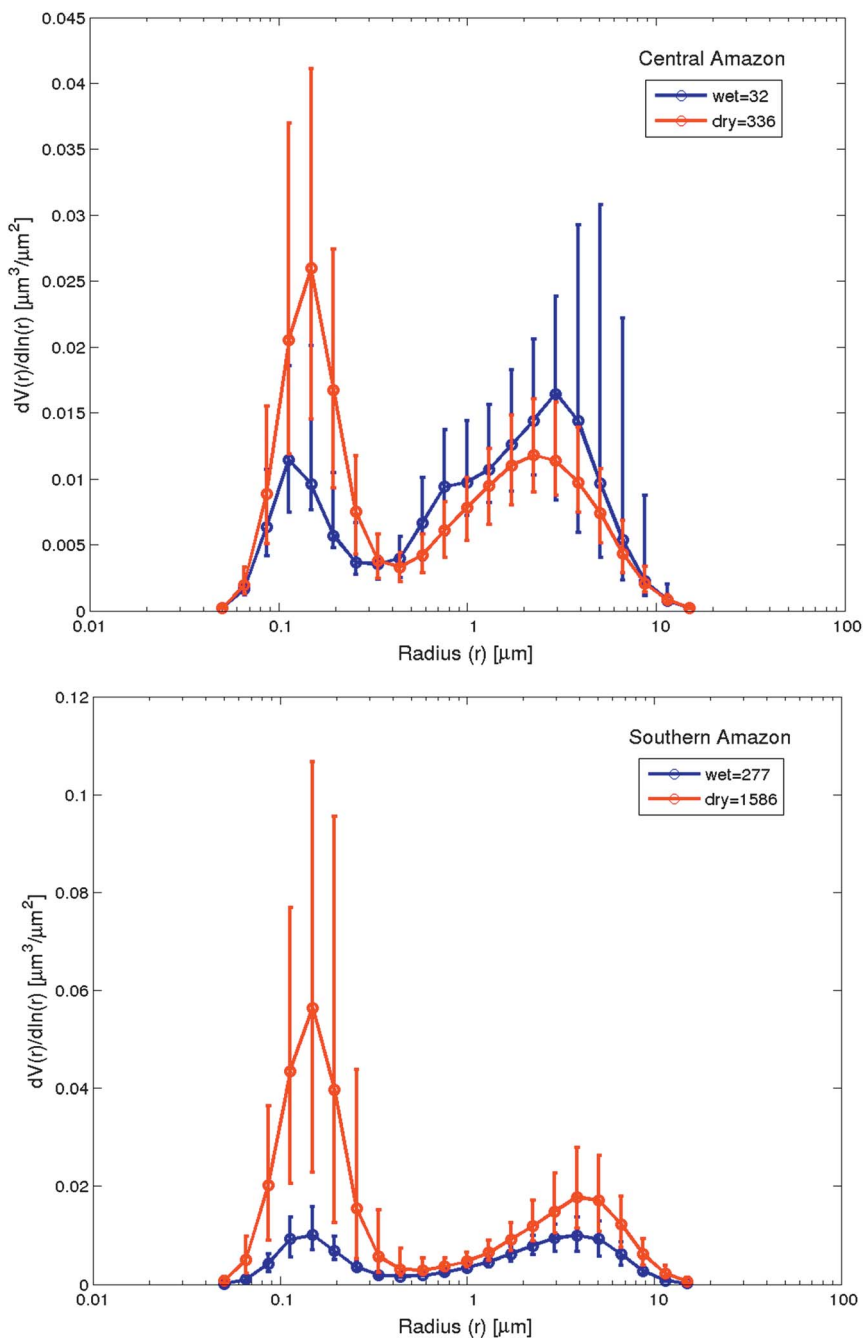 0.045
0.04
0.035
0.03
0.025
0.02
0.015
0.01
0.005
0
dV(r)/dln(r) [μm³/μm²]
Central Amazon
wet=32
dry=336
0.01 0.1 1 10 100
Radius (r) [μm]
0.12
0.1
0.08
0.06
0.04
0.02
0
dV(r)/dln(r) [μm³/μm²]
Southern Amazon
wet=277
dry=1586
0.01 0.1 1 10 100
Radius (r) [μm]